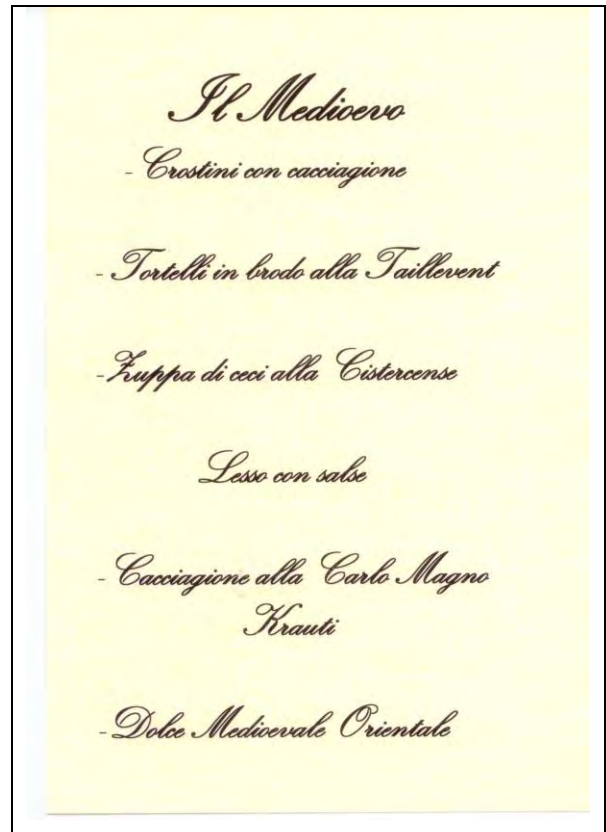 Il Medioevo
- Crostini con cacciagione
- Tortelli in brodo alla Taillevent
- Zuppa di ceci alla Cistercense
Lesso con salse
- Cacciagione alla Carlo Magno
Krauti
- Dolce Medioevale Orientale